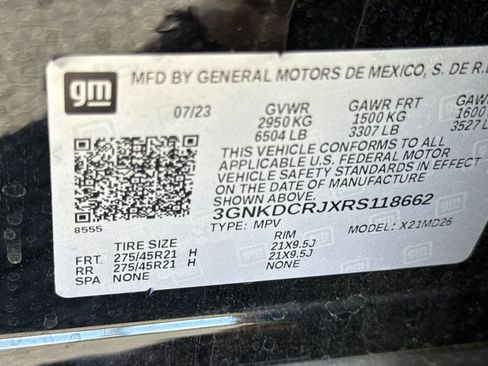 gm
MFD BY GENERAL MOTORS DE MEXICO, S. DE R.
07/23 GVWR GAWR FRT
2950 KG 1500 KG 1600
6504 LB 3307 LB 3527 L
THIS VEHICLE CONFORMS TO ALL
APPLICABLE U.S. FEDERAL MOTOR
VEHICLE SAFETY STANDARDS IN EFFECT
ON THE DATE OF MANUFACTURE
3GNKDCRJXRS118662
8555 TYPE: MPV MODEL: X21MD26
TIRE SIZE RIM
FRT 275/45R21 H 21X9.5J
RR 275/45R21 H 21X9.5J
SPA NONE NONE